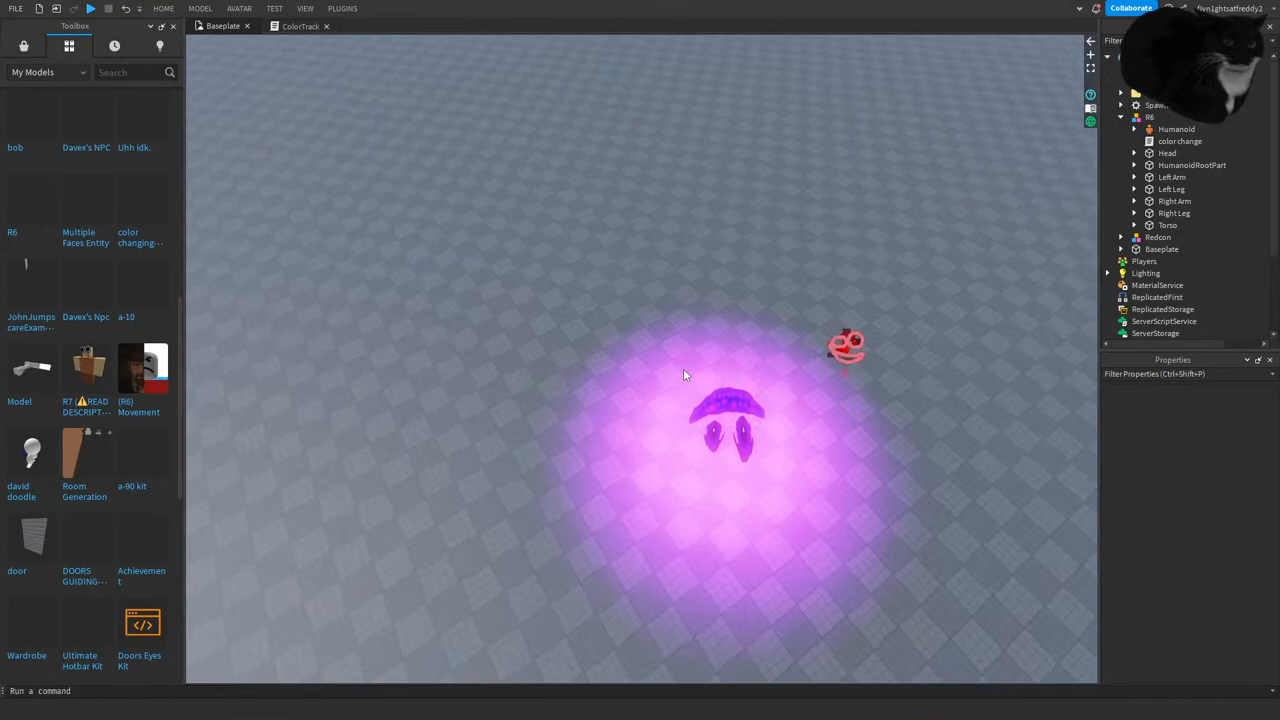 FILE
HOME MODEL AVATAR TEST VIEW PLUGINS
Collaborate
Toolbox
Baseplate
ColorTrack
My Models
Search
bob Davex's NPC Uhh idk.
R6 Multiple Faces Entity color changing-···
JohnJumps careExam··· Davex's Npc a-10
Model R7 (⚠READ DESCRIPT-··· (R6) Movement
david doodle Room Generation a-90 kit
door DOORS GUIDING-··· Achievemen t
Wardrobe Ultimate Hotbar Kit Doors Eyes Kit
Run a command
R6
Humanoid
color change
Head
HumanoidRootPart
Left Arm
Left Leg
Right Arm
Right Leg
Torso
Redcon
Baseplate
Players
Lighting
MaterialService
ReplicatedFirst
ReplicatedStorage
ServerScriptService
ServerStorage
Properties
Filter Properties (Ctrl+Shift+P)